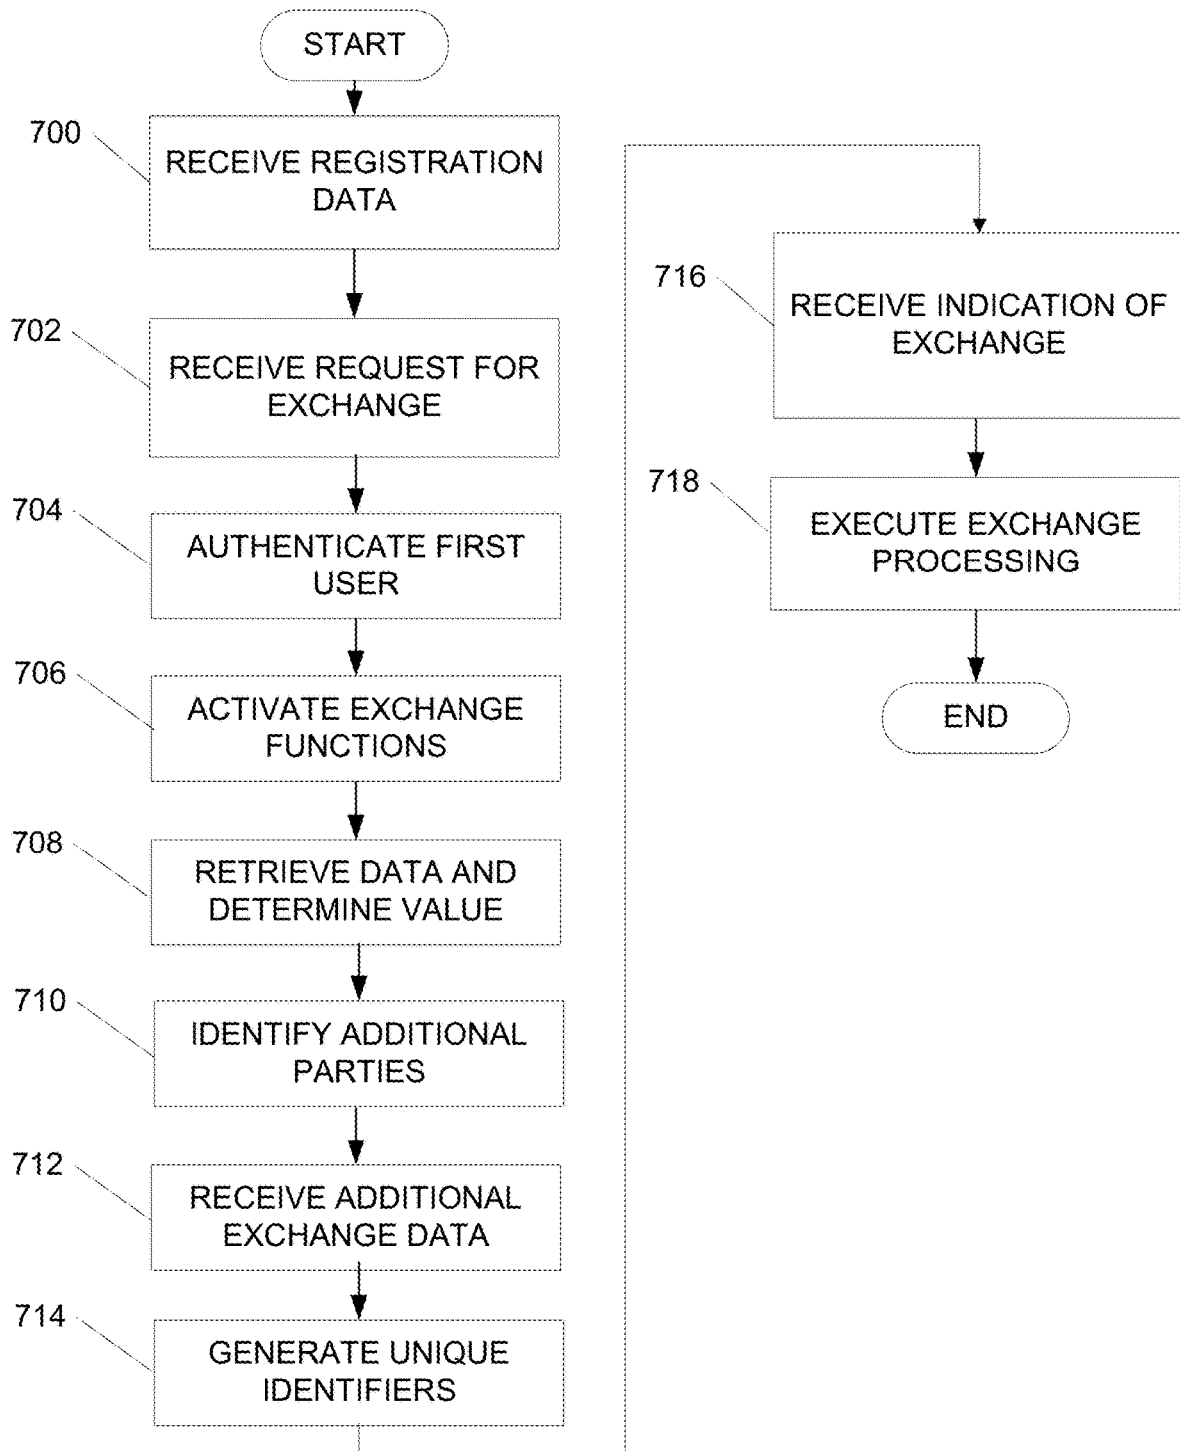 START
700
RECEIVE REGISTRATION
DATA
702
RECEIVE REQUEST FOR
EXCHANGE
704
AUTHENTICATE FIRST
USER
706
ACTIVATE EXCHANGE
FUNCTIONS
708
RETRIEVE DATA AND
DETERMINE VALUE
710
IDENTIFY ADDITIONAL
PARTIES
712
RECEIVE ADDITIONAL
EXCHANGE DATA
714
GENERATE UNIQUE
IDENTIFIERS
716
RECEIVE INDICATION OF
EXCHANGE
718
EXECUTE EXCHANGE
PROCESSING
END